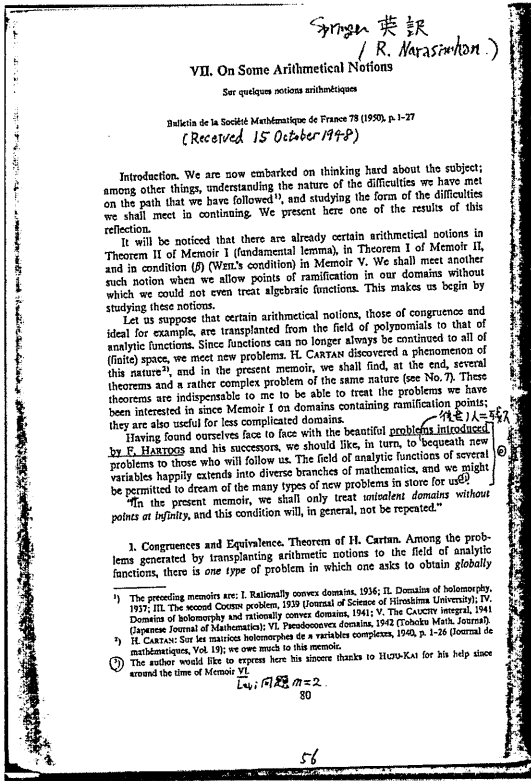 Springer 英訳
(R. Narasimhan.)
VII. On Some Arithmetical Notions
Sur quelques notions arithmétiques
Bulletin de la Société Mathématique de France 78 (1950), p. 1-27
(Received 15 October 1948)
Introduction. We are now embarked on thinking hard about the subject;
among other things, understanding the nature of the difficulties we have met
on the path that we have followed¹⁾, and studying the form of the difficulties
we shall meet in continuing. We present here one of the results of this
reflection.
It will be noticed that there are already certain arithmetical notions in
Theorem II of Memoir I (fundamental lemma), in Theorem I of Memoir II,
and in condition (β) (WEIL's condition) in Memoir V. We shall meet another
such notion when we allow points of ramification in our domains without
which we could not even treat algebraic functions. This makes us begin by
studying these notions.
Let us suppose that certain arithmetical notions, those of congruence and
ideal for example, are transplanted from the field of polynomials to that of
analytic functions. Since functions can no longer always be continued to all of
(finite) space, we meet new problems. H. CARTAN discovered a phenomenon of
this nature²⁾, and in the present memoir, we shall find, at the end, several
theorems and a rather complex problem of the same nature (see No. 7). These
theorems are indispensable to me to be able to treat the problems we have
been interested in since Memoir I on domains containing ramification points;
they are also useful for less complicated domains.
Having found ourselves face to face with the beautiful problems introduced
by F. HARTOGS and his successors, we should like, in turn, to bequeath new
problems to those who will follow us. The field of analytic functions of several
variables happily extends into diverse branches of mathematics, and we might
be permitted to dream of the many types of new problems in store for us³⁾.
"In the present memoir, we shall only treat univalent domains without
points at infinity, and this condition will, in general, not be repeated."
1. Congruences and Equivalence. Theorem of H. Cartan. Among the prob-
lems generated by transplanting arithmetic notions to the field of analytic
functions, there is one type of problem in which one asks to obtain globally
¹⁾ The preceding memoirs are: I. Rationally convex domains, 1936; II. Domains of holomorphy,
1937; III. The second COUSIN problem, 1939 (Journal of Science of Hiroshima University); IV.
Domains of holomorphy and rationally convex domains, 1941; V. The CAUCHY integral, 1941
(Japanese Journal of Mathematics); VI. Pseudoconvex domains, 1942 (Tohoku Math. Journal).
²⁾ H. CARTAN: Sur les matrices holomorphes de n variables complexes, 1940, p. 1-26 (Journal de
mathématiques, Vol. 19); we owe much to this memoir.
³⁾ The author would like to express here his sincere thanks to HUJU-KAI for his help since
around the time of Memoir VI.
Levi 問題 n=2.
80
56